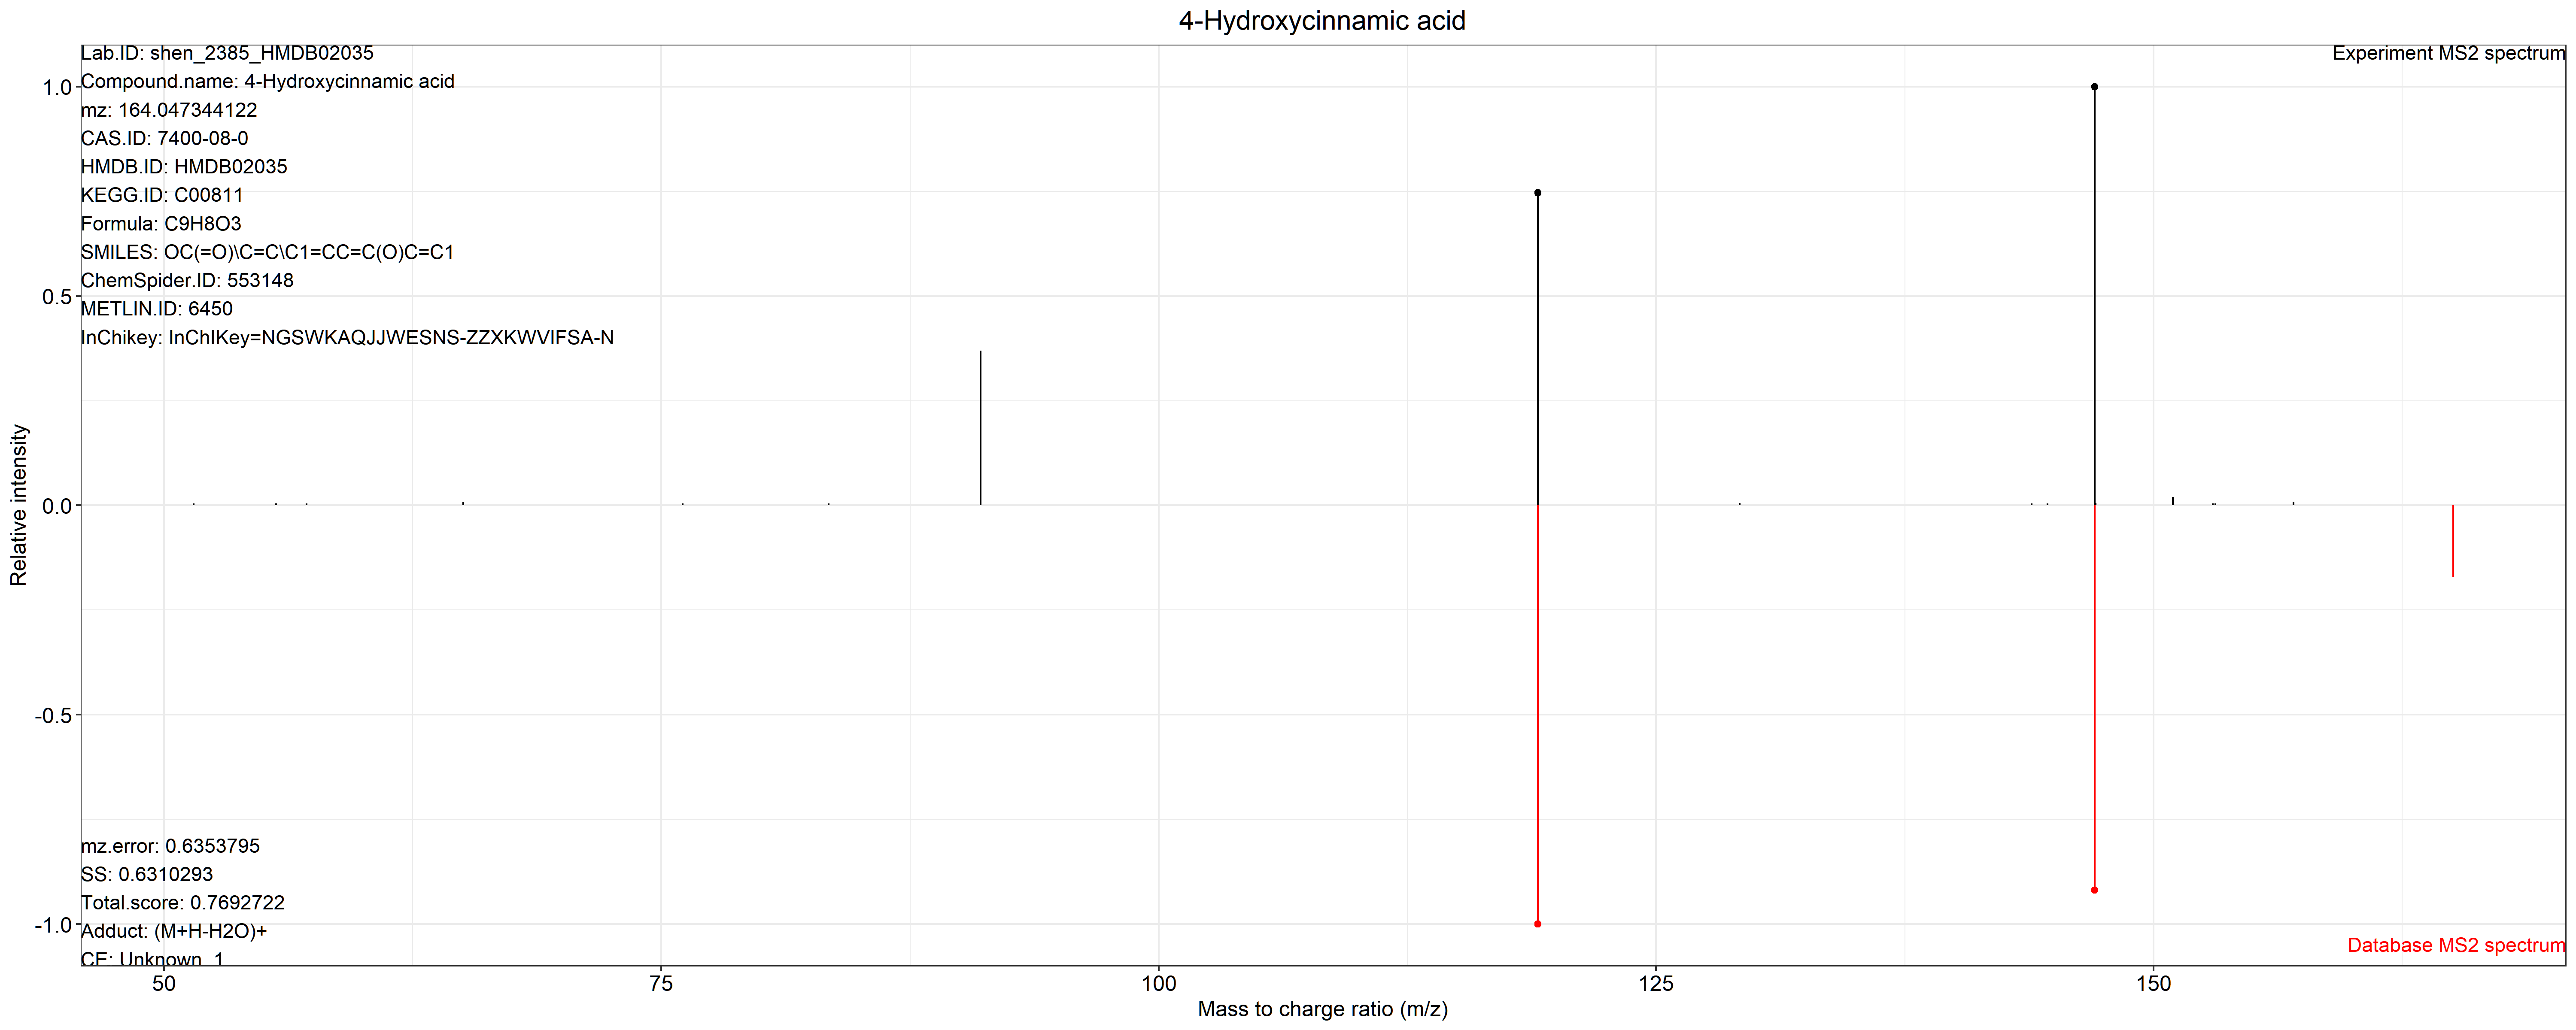 4-Hydroxycinnamic acid
Lab.ID: shen_2385_HMDB02035
Experiment MS2 spectrum
Compound.name: 4-Hydroxycinnamic acid
mz: 164.047344122
CAS.ID: 7400-08-0
HMDB.ID: HMDB02035
KEGG.ID: C00811
Formula: C9H8O3
SMILES: OC(=O)\C=C\C1=CC=C(O)C=C1
ChemSpider.ID: 553148
METLIN.ID: 6450
InChikey: InChIKey=NGSWKAQJJWESNS-ZZXKWVIFSA-N
1.0
0.5
0.0
-0.5
-1.0
Relative intensity
mz.error: 0.6353795
SS: 0.6310293
Total.score: 0.7692722
Adduct: (M+H-H2O)+
CE: Unknown_1
Database MS2 spectrum
50 75 100 125 150
Mass to charge ratio (m/z)